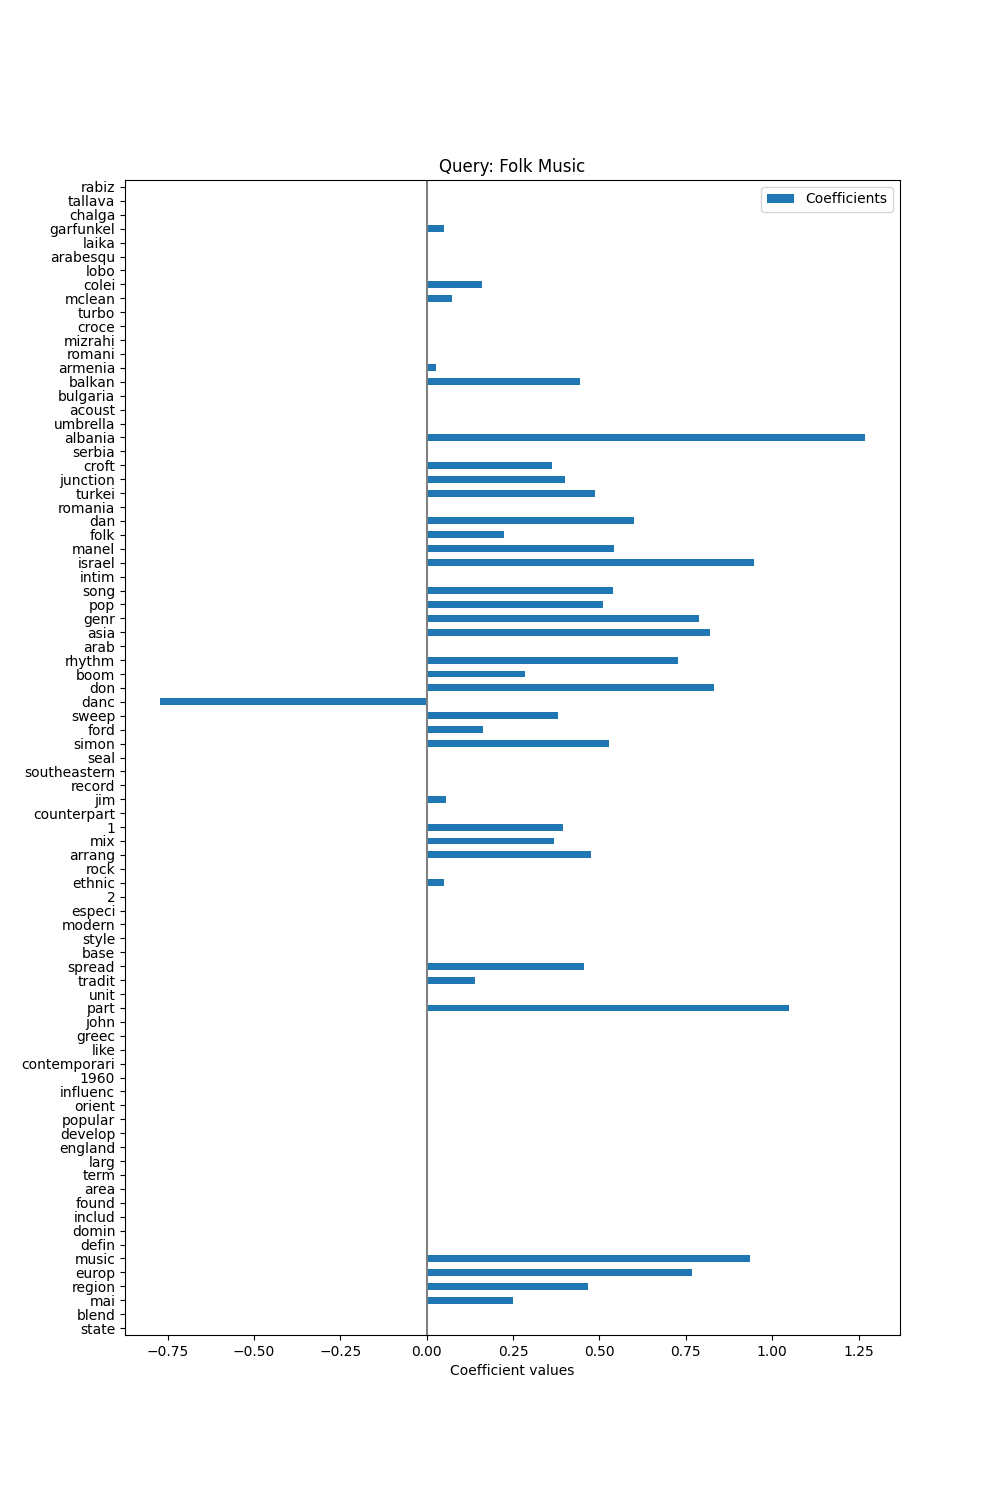 Query: Folk Music
Coefficients
rabiz
tallava
chalga
garfunkel
laika
arabesqu
lobo
colei
mclean
turbo
croce
mizrahi
romani
armenia
balkan
bulgaria
acoust
umbrella
albania
serbia
croft
junction
turkei
romania
dan
folk
manel
israel
intim
song
pop
genr
asia
arab
rhythm
boom
don
danc
sweep
ford
simon
seal
southeastern
record
jim
counterpart
1
mix
arrang
rock
ethnic
2
especi
modern
style
base
spread
tradit
unit
part
john
greec
like
contemporari
1960
influenc
orient
popular
develop
england
larg
term
area
found
includ
domin
defin
music
europ
region
mai
blend
state
−0.75 −0.50 −0.25 0.00 0.25 0.50 0.75 1.00 1.25
Coefficient values